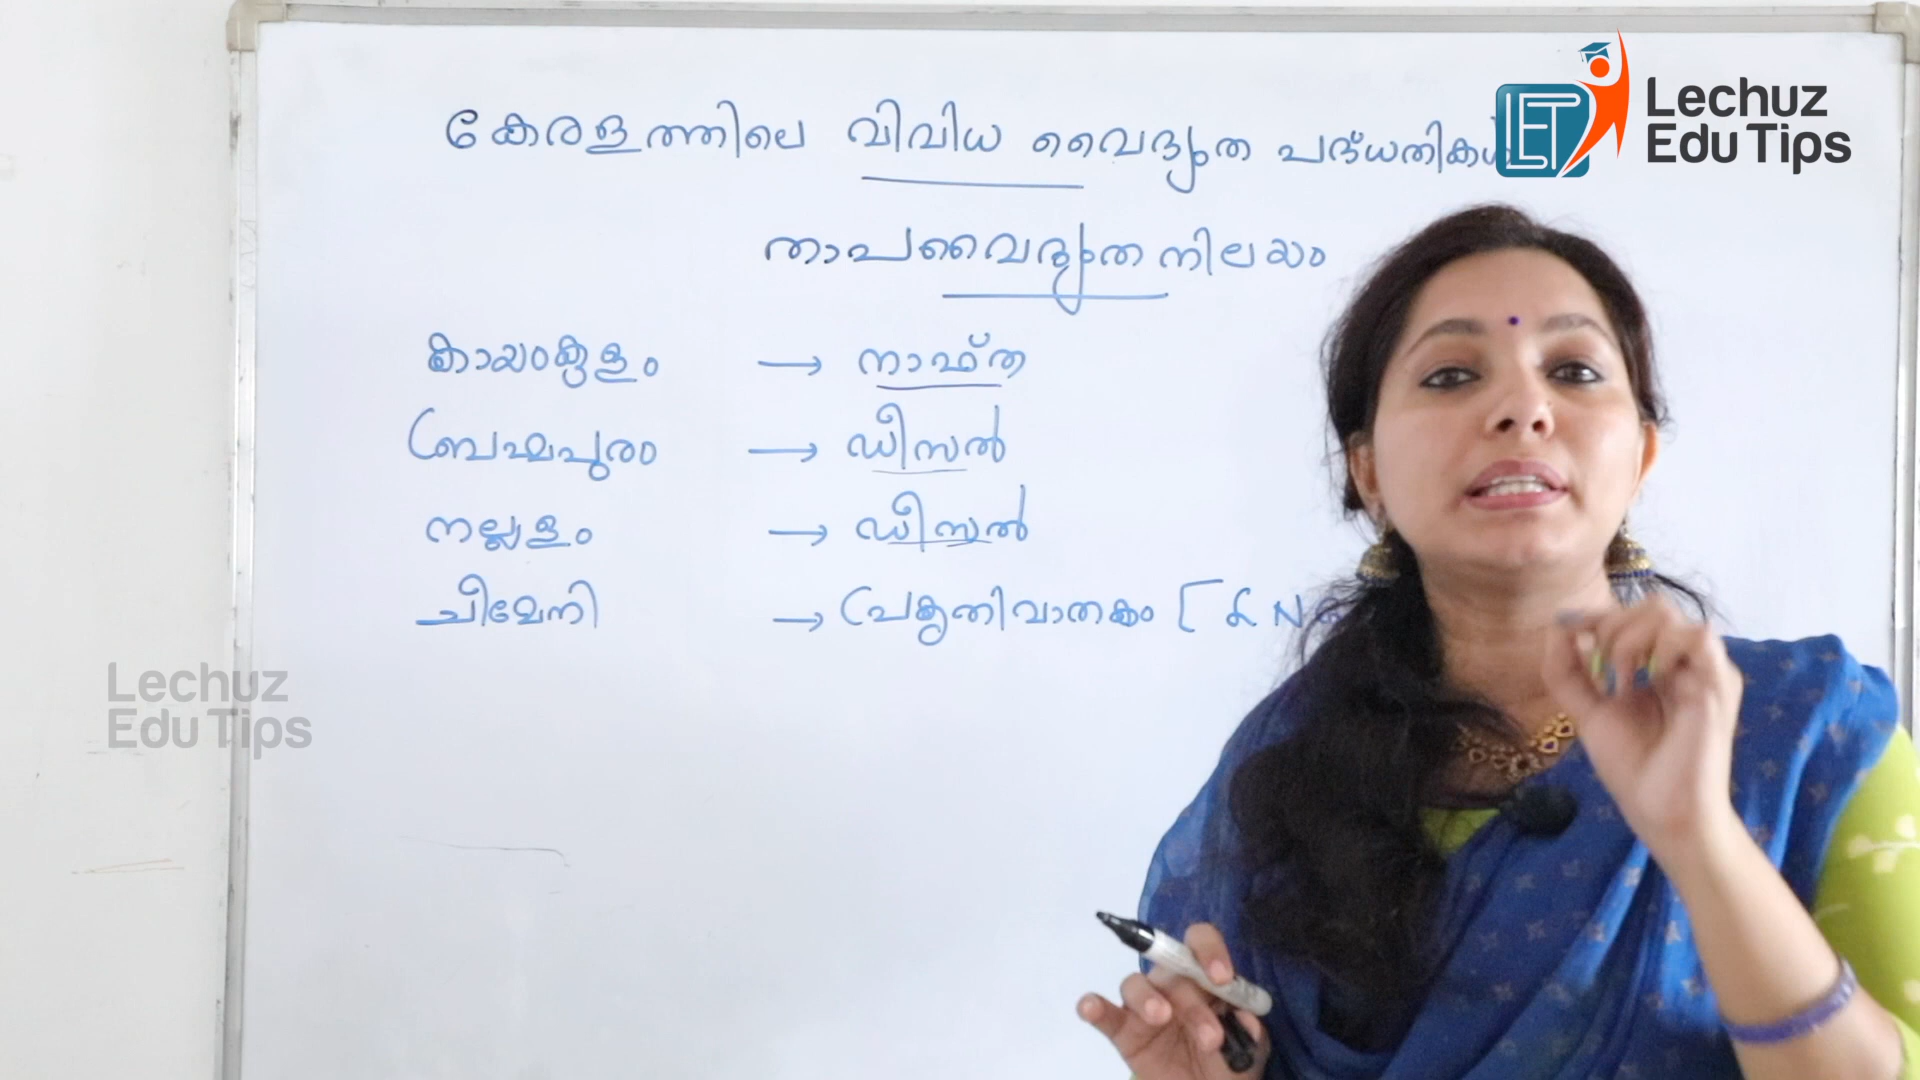 കേരളത്തിലെ വിവിധ വൈദ്യുത പദ്ധതികൾ
Lechuz
Edu Tips
താപവൈദ്യുത നിലയം
കായംകുളം → നാഫ്ത
ബ്രഹ്മപുരം → ഡീസൽ
നല്ലളം → ഡീസൽ
ചീമേനി → പ്രകൃതിവാതകം [ L N
Lechuz
Edu Tips